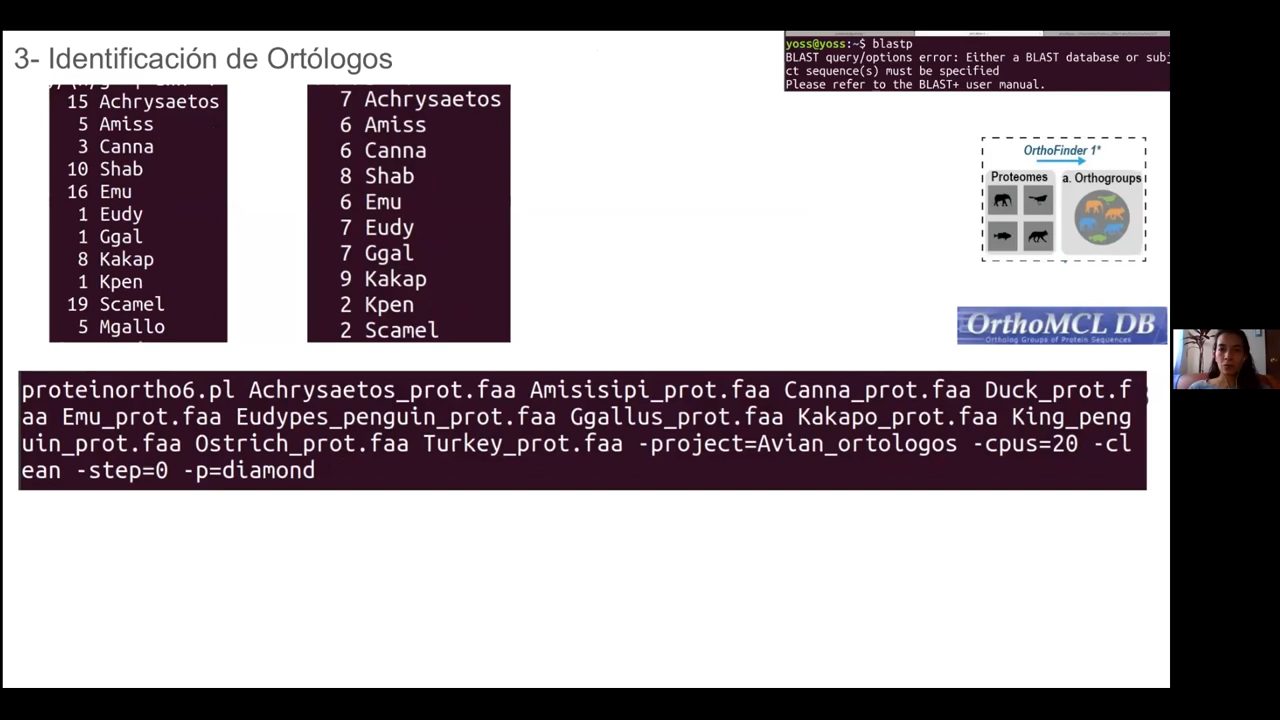 3- Identificación de Ortólogos
yoss@yoss:~$ blastp
BLAST query/options error: Either a BLAST database or subj
ct sequence(s) must be specified
Please refer to the BLAST+ user manual.
15 Achrysaetos
5 Amiss
3 Canna
10 Shab
16 Emu
1 Eudy
1 Ggal
8 Kakap
1 Kpen
19 Scamel
5 Mgallo
7 Achrysaetos
6 Amiss
6 Canna
8 Shab
6 Emu
7 Eudy
7 Ggal
9 Kakap
2 Kpen
2 Scamel
OrthoFinder 1*
Proteomes
a. Orthogroups
OrthoMCL DB
Ortholog Groups of Protein Sequences
proteinortho6.pl Achrysaetos_prot.faa Amisisipi_prot.faa Canna_prot.faa Duck_prot.f
aa Emu_prot.faa Eudypes_penguin_prot.faa Ggallus_prot.faa Kakapo_prot.faa King_peng
uin_prot.faa Ostrich_prot.faa Turkey_prot.faa -project=Avian_ortologos -cpus=20 -cl
ean -step=0 -p=diamond